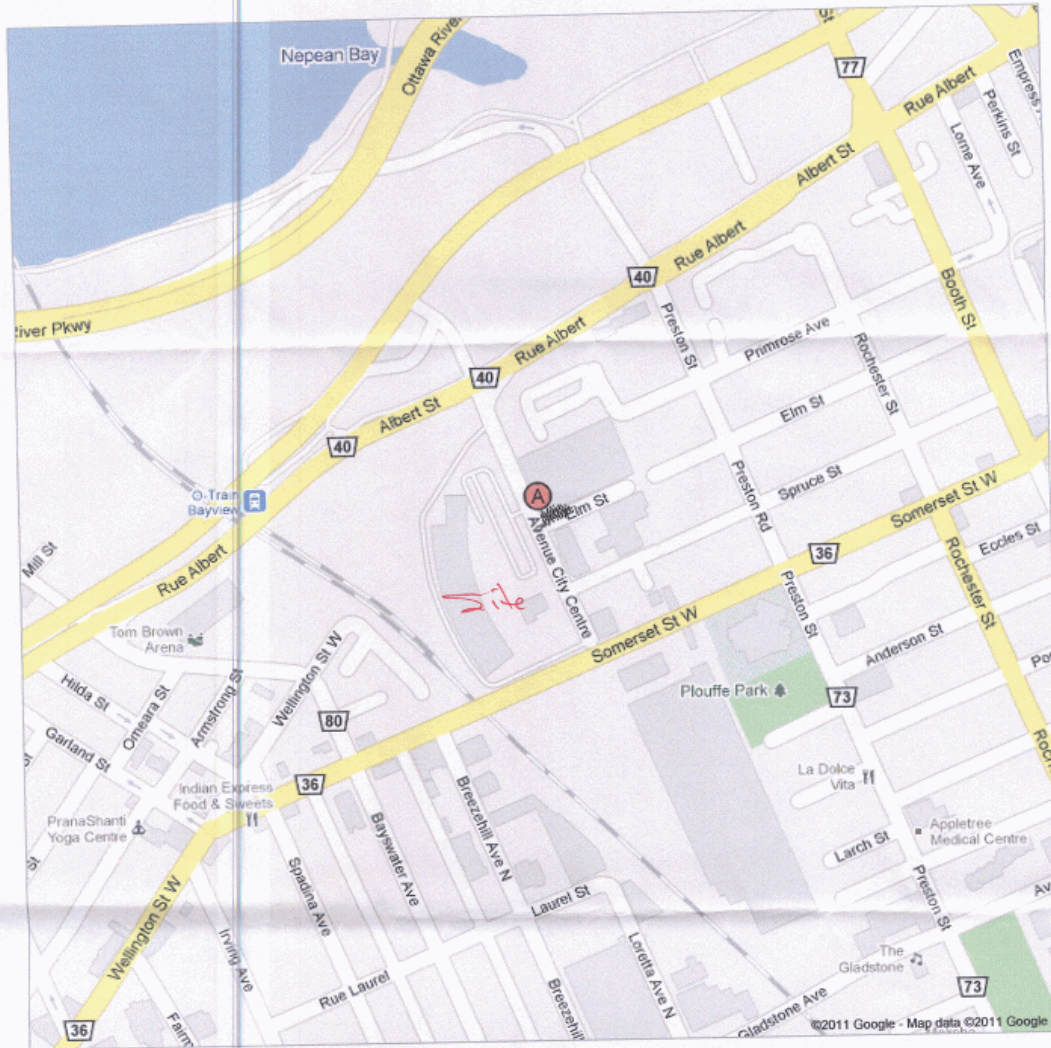 Nepean Bay
Ottawa River
77
Rue Albert
Empress
Perkins St
Lorne Ave
Albert St
Rue Albert
40
Booth St
River Pkwy
Preston St
Primrose Ave
Rochester St
Rue Albert
40
Albert St
40
Elm St
Spruce St
Preston Rd
Somerset St W
O-Train
Bayview
A
Elm St
Avenue City Centre
Eccles St
36
Rochester St
Mill St
Rue Albert
Site
Preston St
Somerset St W
Anderson St
Tom Brown
Arena
Wellington St W
Plouffe Park
73
Hilda St
Omeara St
Armstrong St
80
Garland St
36
La Dolce
Vita
Indian Express
Food & Sweets
PranaShanti
Yoga Centre
Breezehill Ave N
Bayswater Ave
Appletree
Medical Centre
Larch St
St
Spadina Ave
Laurel St
Preston St
Wellington St W
Irving Ave
Loretta Ave N
The
Gladstone
Rue Laurel
73
Breezehill
Gladstone Ave
36
©2011 Google - Map data ©2011 Google